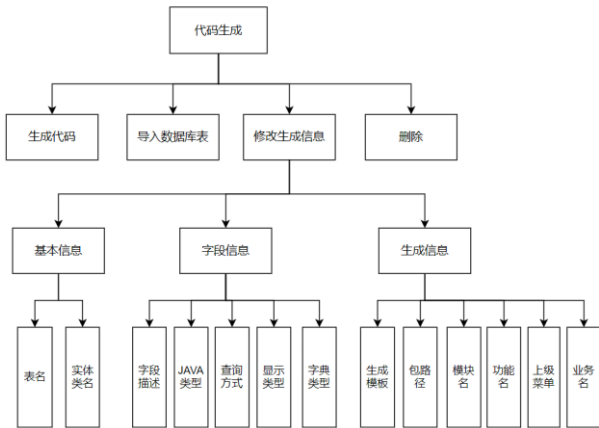 代码生成
生成代码
导入数据库表
修改生成信息
删除
基本信息
字段信息
生成信息
表名
实体
类名
字段
描述
JAVA
类型
查询
方式
显示
类型
字典
类型
生成
模板
包路
径
模块
名
功能
名
上级
菜单
业务
名